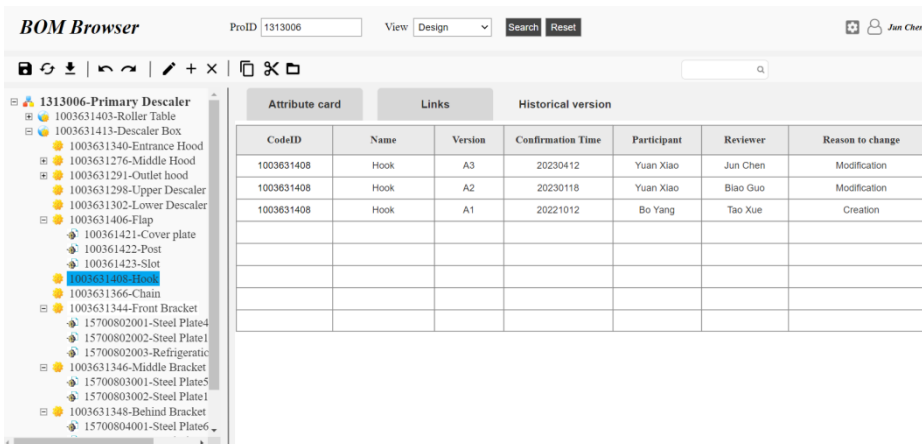 BOM Browser ProID 1313006 View Design Search Reset Jun Chen
1313006-Primary Descaler
1003631403-Roller Table
1003631413-Descaler Box
1003631340-Entrance Hood
1003631276-Middle Hood
1003631291-Outlet hood
1003631298-Upper Descaler
1003631302-Lower Descaler
1003631406-Flap
100361421-Cover plate
100361422-Post
100361423-Slot
1003631408-Hook
1003631366-Chain
1003631344-Front Bracket
15700802001-Steel Plate4
15700802002-Steel Plate1
15700802003-Refrigeratic
1003631346-Middle Bracket
15700803001-Steel Plate5
15700803002-Steel Plate1
1003631348-Behind Bracket
15700804001-Steel Plate6
Attribute card Links Historical version
CodeID Name Version Confirmation Time Participant Reviewer Reason to change
1003631408 Hook A3 20230412 Yuan Xiao Jun Chen Modification
1003631408 Hook A2 20230118 Yuan Xiao Biao Guo Modification
1003631408 Hook A1 20221012 Bo Yang Tao Xue Creation